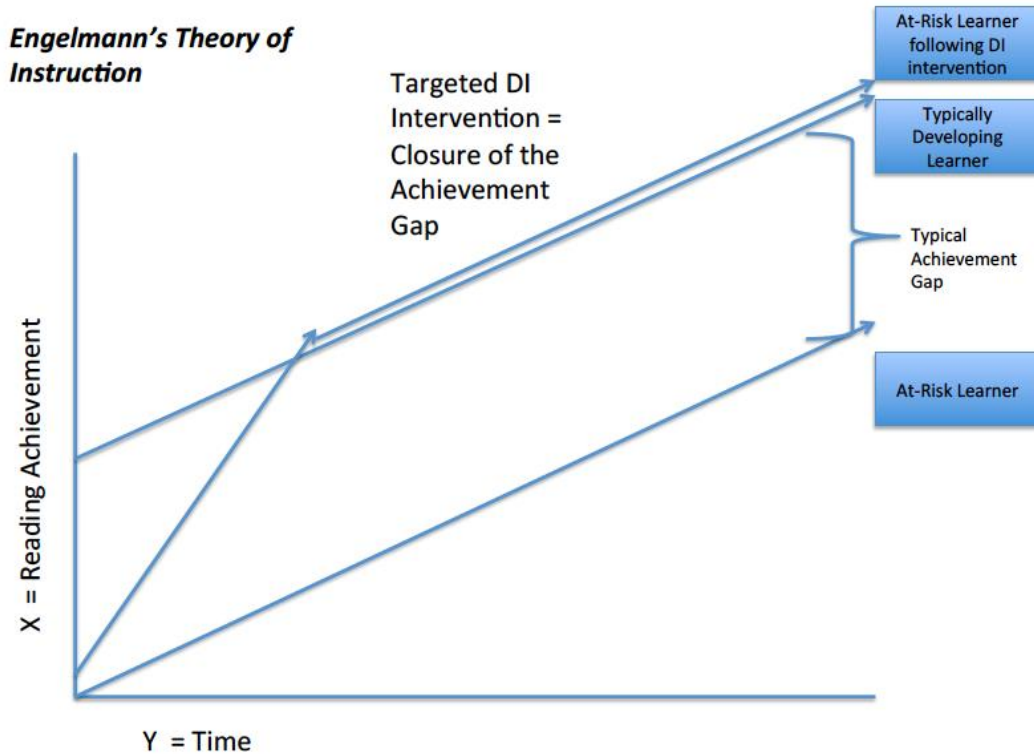 Engelmann's Theory of
Instruction
Targeted DI
Intervention =
Closure of the
Achievement
Gap
At-Risk Learner
following DI
intervention
Typically
Developing
Learner
Typical
Achievement
Gap
At-Risk Learner
X  = Reading Achievement
Y  = Time